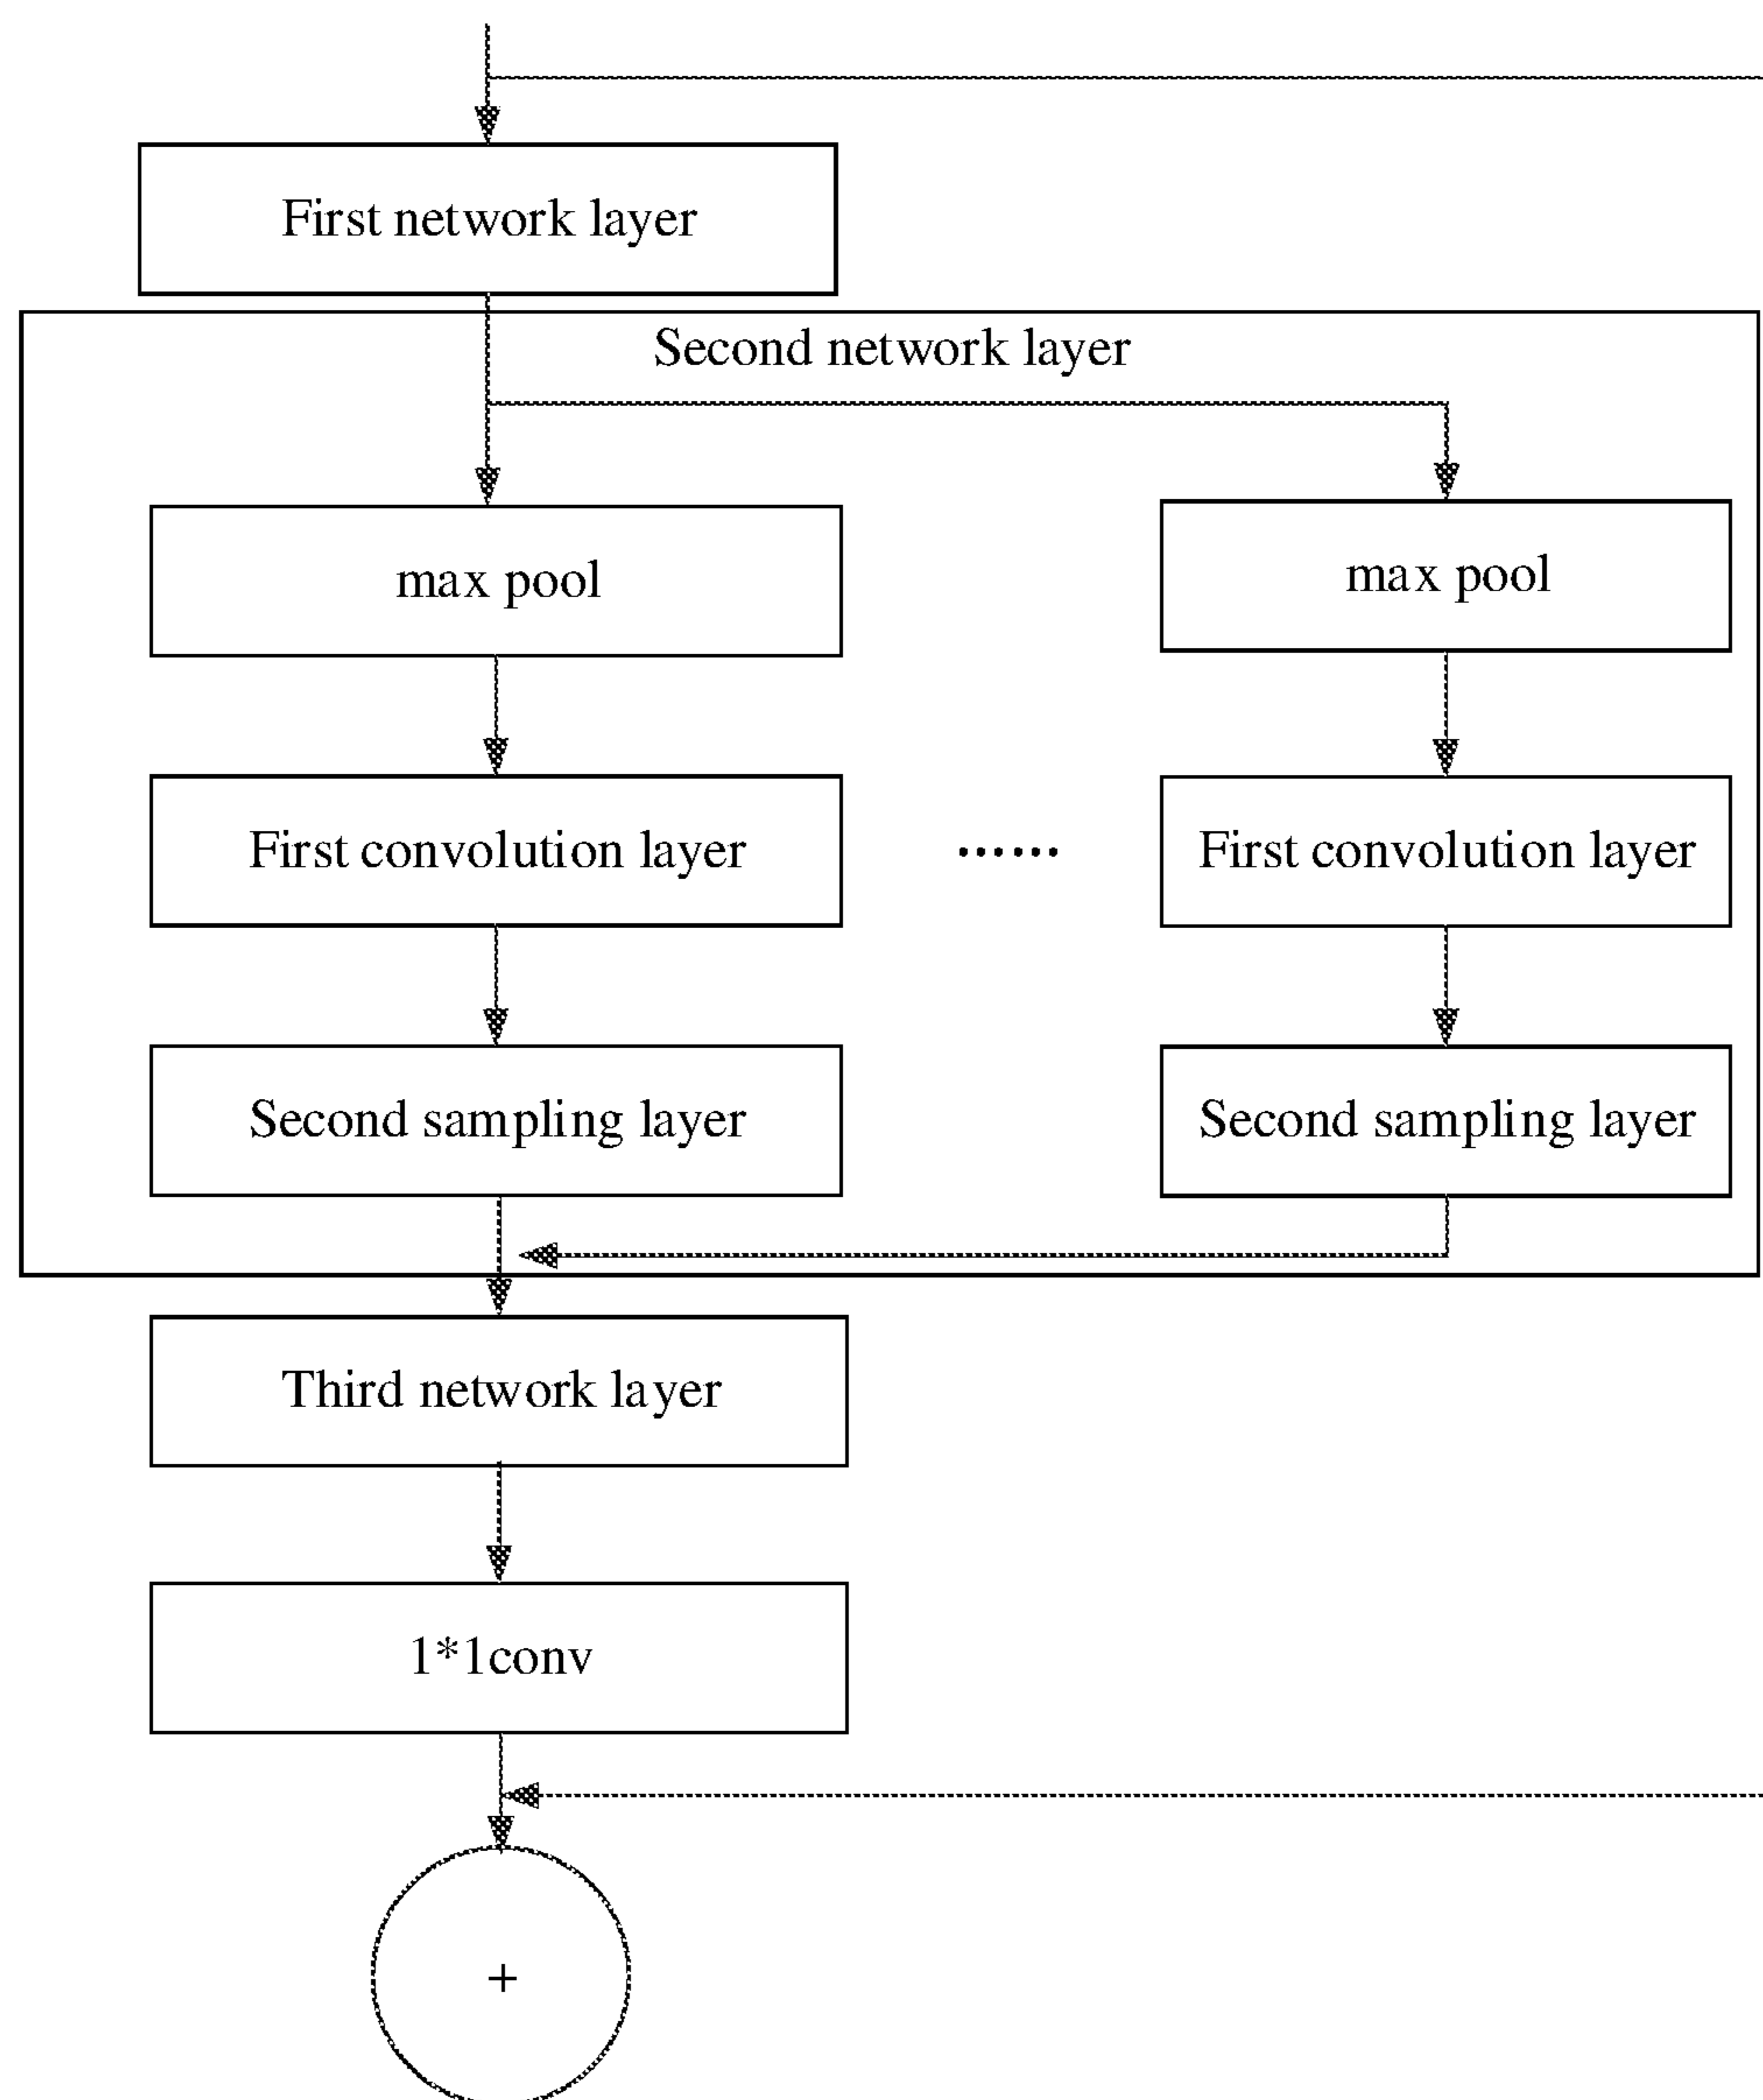 First network layer
Second network layer
max pool
max pool
First convolution layer
......
First convolution layer
Second sampling layer
Second sampling layer
Third network layer
1*1conv
+